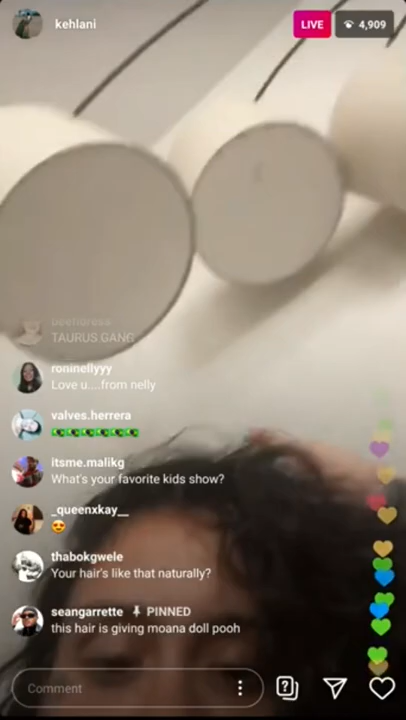 kehlani
LIVE
4,909
TAURUS GANG
roninellyyy
Love u....from nelly
valves.herrera
itsme.malikg
What's your favorite kids show?
_queenxkay__
😍
thabokgwele
Your hair's like that naturally?
seangarrette PINNED
this hair is giving moana doll pooh
Comment